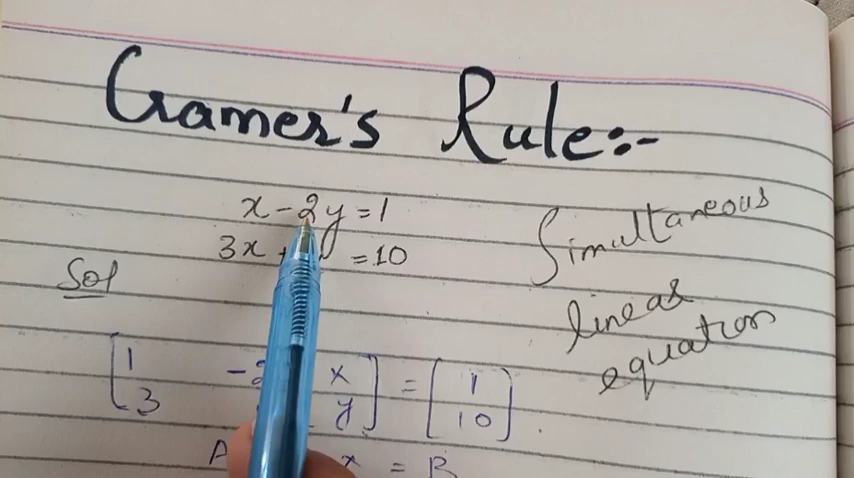 Cramer's Rule:-
x - 2y = 1
3x + = 10
Sol
Simultaneous
linear
equation
[1 -2 x] = [1]
[3 y] = [10].
A x = B